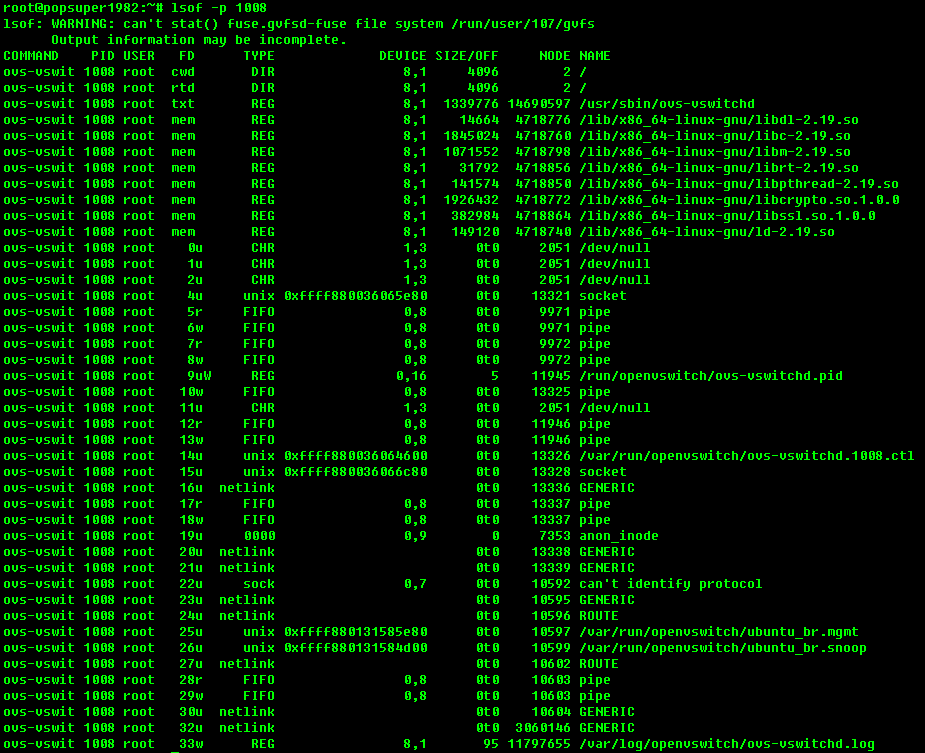 root@popsuper1982:~# lsof -p 1008
lsof: WARNING: can't stat() fuse.gvfsd-fuse file system /run/user/107/gvfs
      Output information may be incomplete.
COMMAND    PID USER   FD      TYPE             DEVICE SIZE/OFF     NODE NAME
ovs-vswit 1008 root  cwd       DIR                8,1     4096        2 /
ovs-vswit 1008 root  rtd       DIR                8,1     4096        2 /
ovs-vswit 1008 root  txt       REG                8,1  1339776 14690597 /usr/sbin/ovs-vswitchd
ovs-vswit 1008 root  mem       REG                8,1    14664  4718776 /lib/x86_64-linux-gnu/libdl-2.19.so
ovs-vswit 1008 root  mem       REG                8,1  1845024  4718760 /lib/x86_64-linux-gnu/libc-2.19.so
ovs-vswit 1008 root  mem       REG                8,1  1071552  4718798 /lib/x86_64-linux-gnu/libm-2.19.so
ovs-vswit 1008 root  mem       REG                8,1    31792  4718856 /lib/x86_64-linux-gnu/librt-2.19.so
ovs-vswit 1008 root  mem       REG                8,1   141574  4718850 /lib/x86_64-linux-gnu/libpthread-2.19.so
ovs-vswit 1008 root  mem       REG                8,1  1926432  4718772 /lib/x86_64-linux-gnu/libcrypto.so.1.0.0
ovs-vswit 1008 root  mem       REG                8,1   382984  4718864 /lib/x86_64-linux-gnu/libssl.so.1.0.0
ovs-vswit 1008 root  mem       REG                8,1   149120  4718740 /lib/x86_64-linux-gnu/ld-2.19.so
ovs-vswit 1008 root    0u      CHR                1,3      0t0     2051 /dev/null
ovs-vswit 1008 root    1u      CHR                1,3      0t0     2051 /dev/null
ovs-vswit 1008 root    2u      CHR                1,3      0t0     2051 /dev/null
ovs-vswit 1008 root    4u     unix 0xffff880036065e80      0t0    13321 socket
ovs-vswit 1008 root    5r     FIFO                0,8      0t0     9971 pipe
ovs-vswit 1008 root    6w     FIFO                0,8      0t0     9971 pipe
ovs-vswit 1008 root    7r     FIFO                0,8      0t0     9972 pipe
ovs-vswit 1008 root    8w     FIFO                0,8      0t0     9972 pipe
ovs-vswit 1008 root    9uW     REG               0,16        5    11945 /run/openvswitch/ovs-vswitchd.pid
ovs-vswit 1008 root   10w     FIFO                0,8      0t0    13325 pipe
ovs-vswit 1008 root   11u      CHR                1,3      0t0     2051 /dev/null
ovs-vswit 1008 root   12r     FIFO                0,8      0t0    11946 pipe
ovs-vswit 1008 root   13w     FIFO                0,8      0t0    11946 pipe
ovs-vswit 1008 root   14u     unix 0xffff880036064600      0t0    13326 /var/run/openvswitch/ovs-vswitchd.1008.ctl
ovs-vswit 1008 root   15u     unix 0xffff880036066c80      0t0    13328 socket
ovs-vswit 1008 root   16u  netlink                         0t0    13336 GENERIC
ovs-vswit 1008 root   17r     FIFO                0,8      0t0    13337 pipe
ovs-vswit 1008 root   18w     FIFO                0,8      0t0    13337 pipe
ovs-vswit 1008 root   19u     0000                0,9        0     7353 anon_inode
ovs-vswit 1008 root   20u  netlink                         0t0    13338 GENERIC
ovs-vswit 1008 root   21u  netlink                         0t0    13339 GENERIC
ovs-vswit 1008 root   22u     sock                0,7      0t0    10592 can't identify protocol
ovs-vswit 1008 root   23u  netlink                         0t0    10595 GENERIC
ovs-vswit 1008 root   24u  netlink                         0t0    10596 ROUTE
ovs-vswit 1008 root   25u     unix 0xffff880131585e80      0t0    10597 /var/run/openvswitch/ubuntu_br.mgmt
ovs-vswit 1008 root   26u     unix 0xffff880131584d00      0t0    10599 /var/run/openvswitch/ubuntu_br.snoop
ovs-vswit 1008 root   27u  netlink                         0t0    10602 ROUTE
ovs-vswit 1008 root   28r     FIFO                0,8      0t0    10603 pipe
ovs-vswit 1008 root   29w     FIFO                0,8      0t0    10603 pipe
ovs-vswit 1008 root   30u  netlink                         0t0    10604 GENERIC
ovs-vswit 1008 root   32u  netlink                         0t0  3060146 GENERIC
ovs-vswit 1008 root   33w      REG                8,1       95 11797655 /var/log/openvswitch/ovs-vswitchd.log